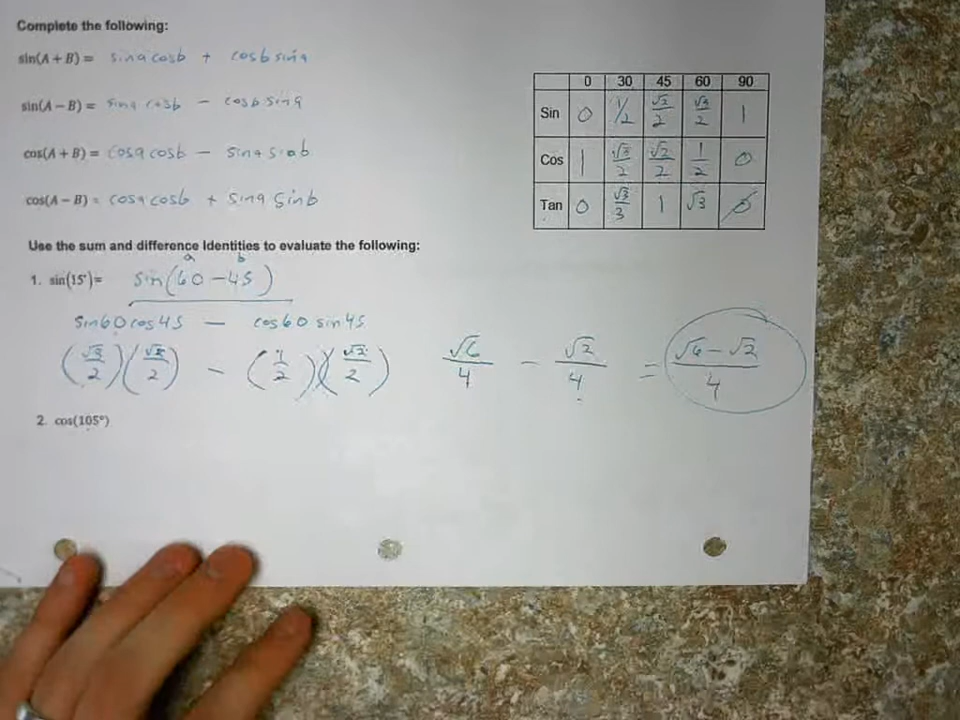 Complete the following:
sin(A + B) = sina cosb + cosb sina
sin(A − B) = sina cosb − cosb sina
cos(A + B) = cosa cosb − sina sinb
cos(A − B) = cosa cosb + sina sinb
0 30 45 60 90
Sin 0 1/2 √2/2 √3/2 1
Cos 1 √3/2 √2/2 1/2 0
Tan 0 √3/3 1 √3 ∅
Use the sum and difference Identities to evaluate the following:
a b
1. sin(15°)= sin(60 − 45)
sin60 cos45 − cos60 sin45
(√3/2)(√2/2) − (1/2)(√2/2) √6/4 − √2/4 = √6 − √2/4
2. cos(105°)